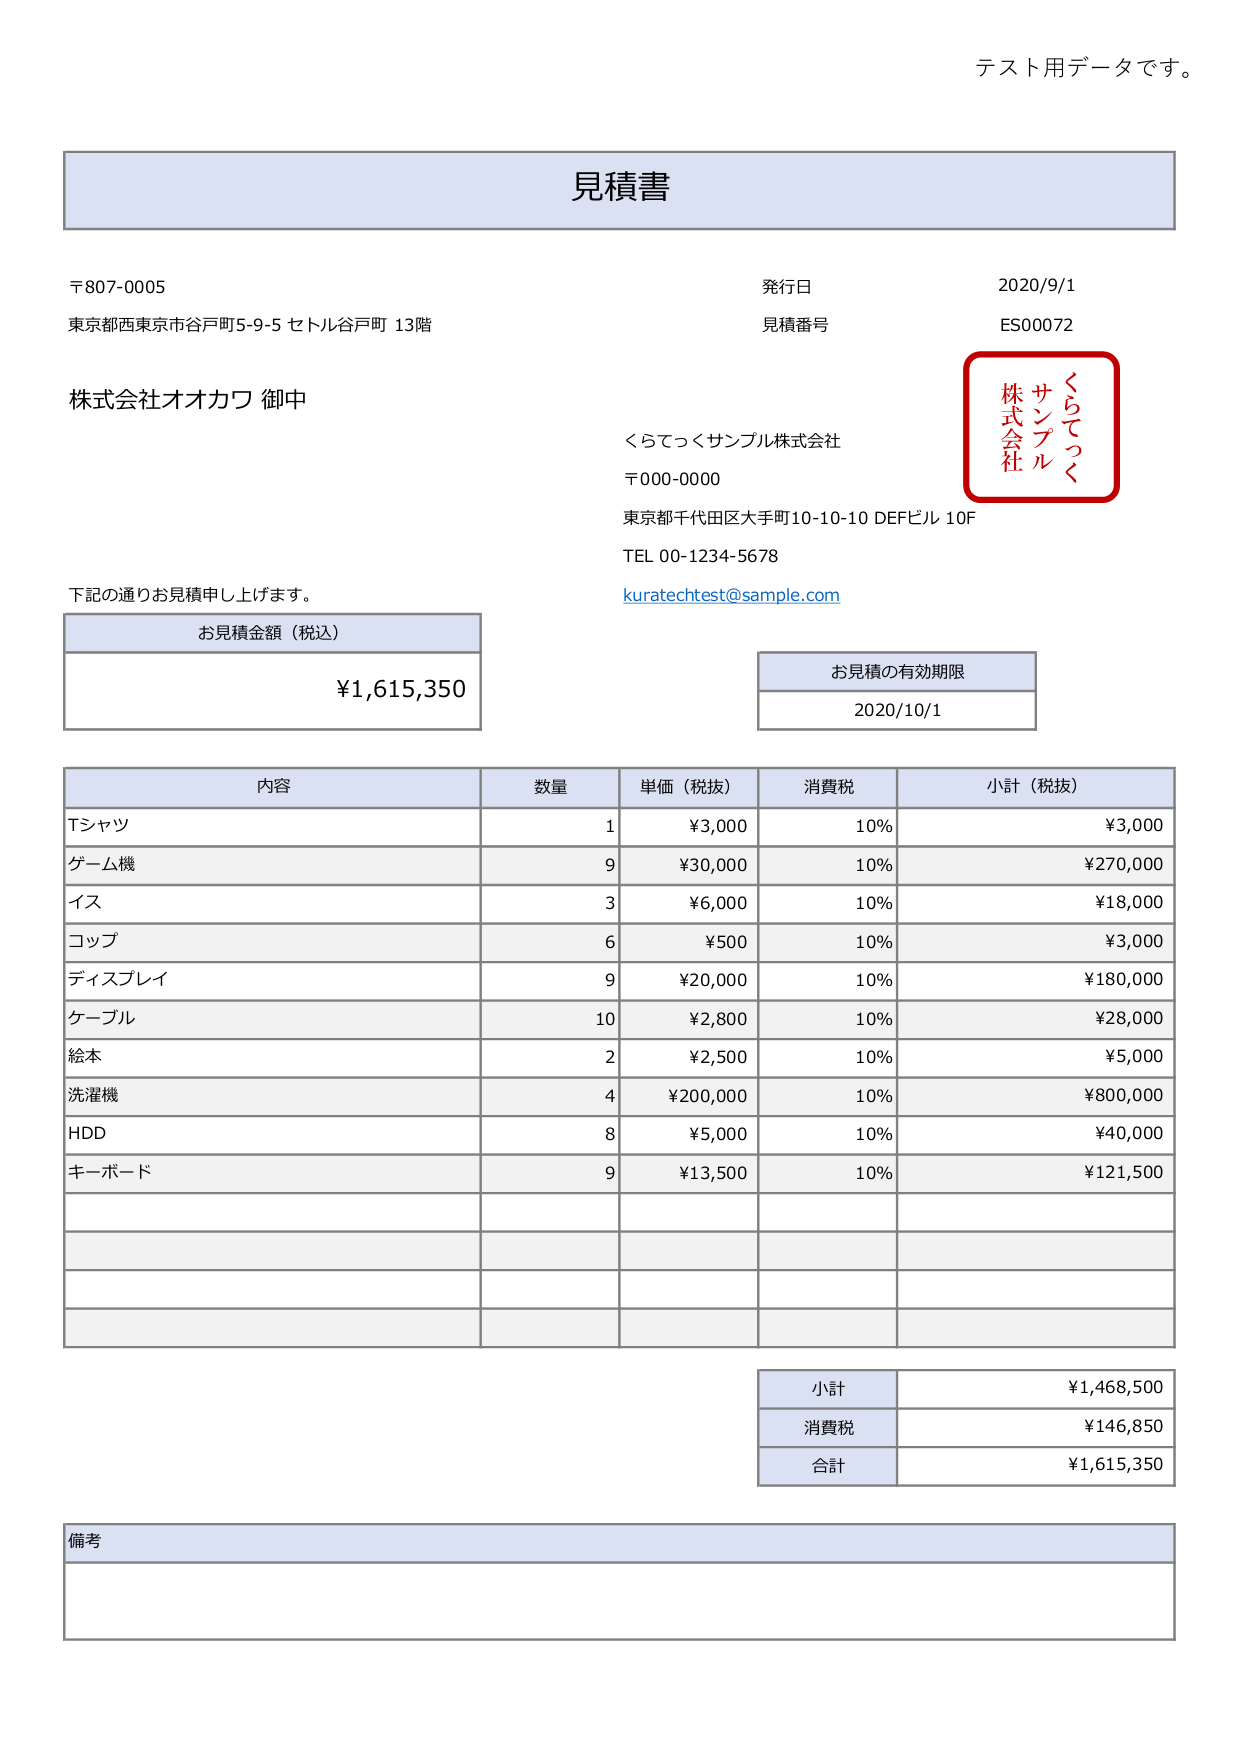 テスト用データです。
見積書
〒807-0005
東京都西東京市谷戸町5-9-5 セトル谷戸町 13階
発行日 2020/9/1
見積番号 ES00072
株式会社オオカワ 御中
くらてっく
サンプル
株式会社
くらてっくサンプル株式会社
〒000-0000
東京都千代田区大手町10-10-10 DEFビル 10F
TEL 00-1234-5678
kuratechtest@sample.com
下記の通りお見積申し上げます。
お見積金額（税込）
¥1,615,350
お見積の有効期限
2020/10/1
内容 数量 単価（税抜） 消費税 小計（税抜）
Tシャツ 1 ¥3,000 10% ¥3,000
ゲーム機 9 ¥30,000 10% ¥270,000
イス 3 ¥6,000 10% ¥18,000
コップ 6 ¥500 10% ¥3,000
ディスプレイ 9 ¥20,000 10% ¥180,000
ケーブル 10 ¥2,800 10% ¥28,000
絵本 2 ¥2,500 10% ¥5,000
洗濯機 4 ¥200,000 10% ¥800,000
HDD 8 ¥5,000 10% ¥40,000
キーボード 9 ¥13,500 10% ¥121,500
小計 ¥1,468,500
消費税 ¥146,850
合計 ¥1,615,350
備考